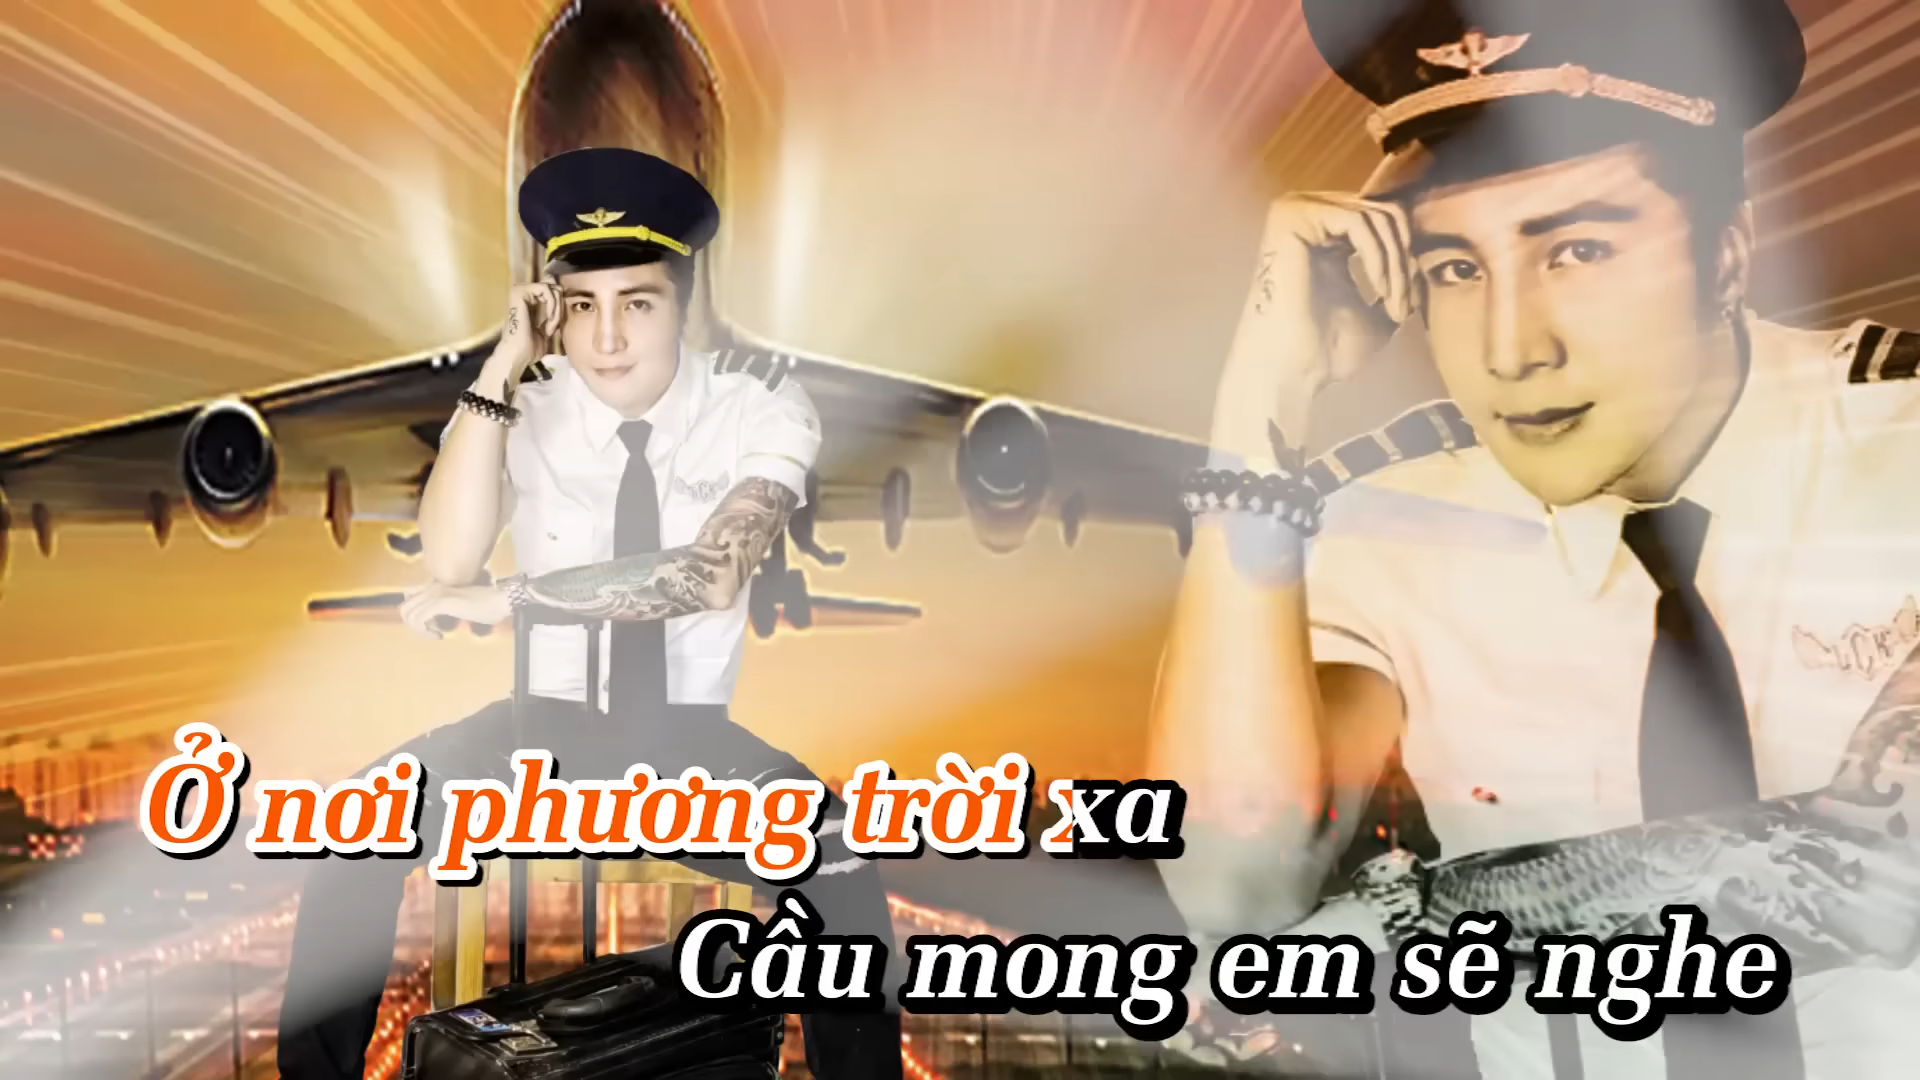 Ở nơi phương trời xa
Cầu mong em sẽ nghe